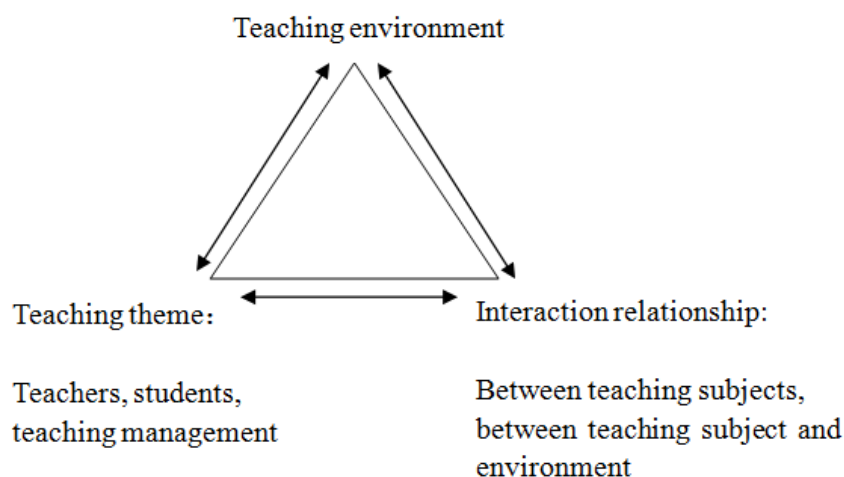 Teaching environment
Teaching theme：
Teachers, students,
teaching management
Interaction relationship:
Between teaching subjects,
between teaching subject and
environment